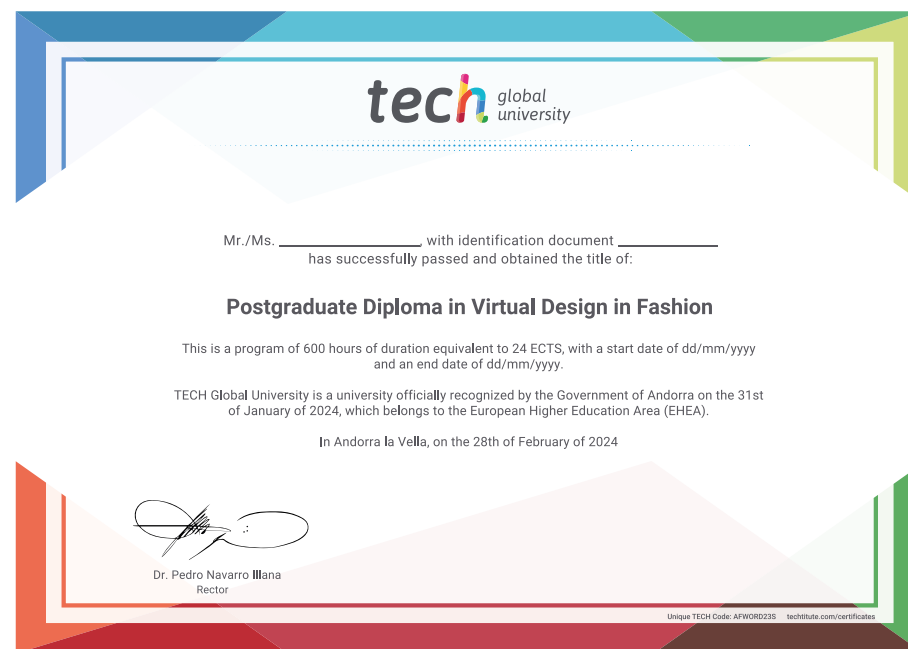 tech global
university
Mr./Ms. ____________, with identification document ____________
has successfully passed and obtained the title of:
Postgraduate Diploma in Virtual Design in Fashion
This is a program of 600 hours of duration equivalent to 24 ECTS, with a start date of dd/mm/yyyy
and an end date of dd/mm/yyyy.
TECH Global University is a university officially recognized by the Government of Andorra on the 31st
of January of 2024, which belongs to the European Higher Education Area (EHEA).
In Andorra la Vella, on the 28th of February of 2024
Dr. Pedro Navarro Illana
Rector
Unique TECH Code: AFWORD23S techtitute.com/certificates